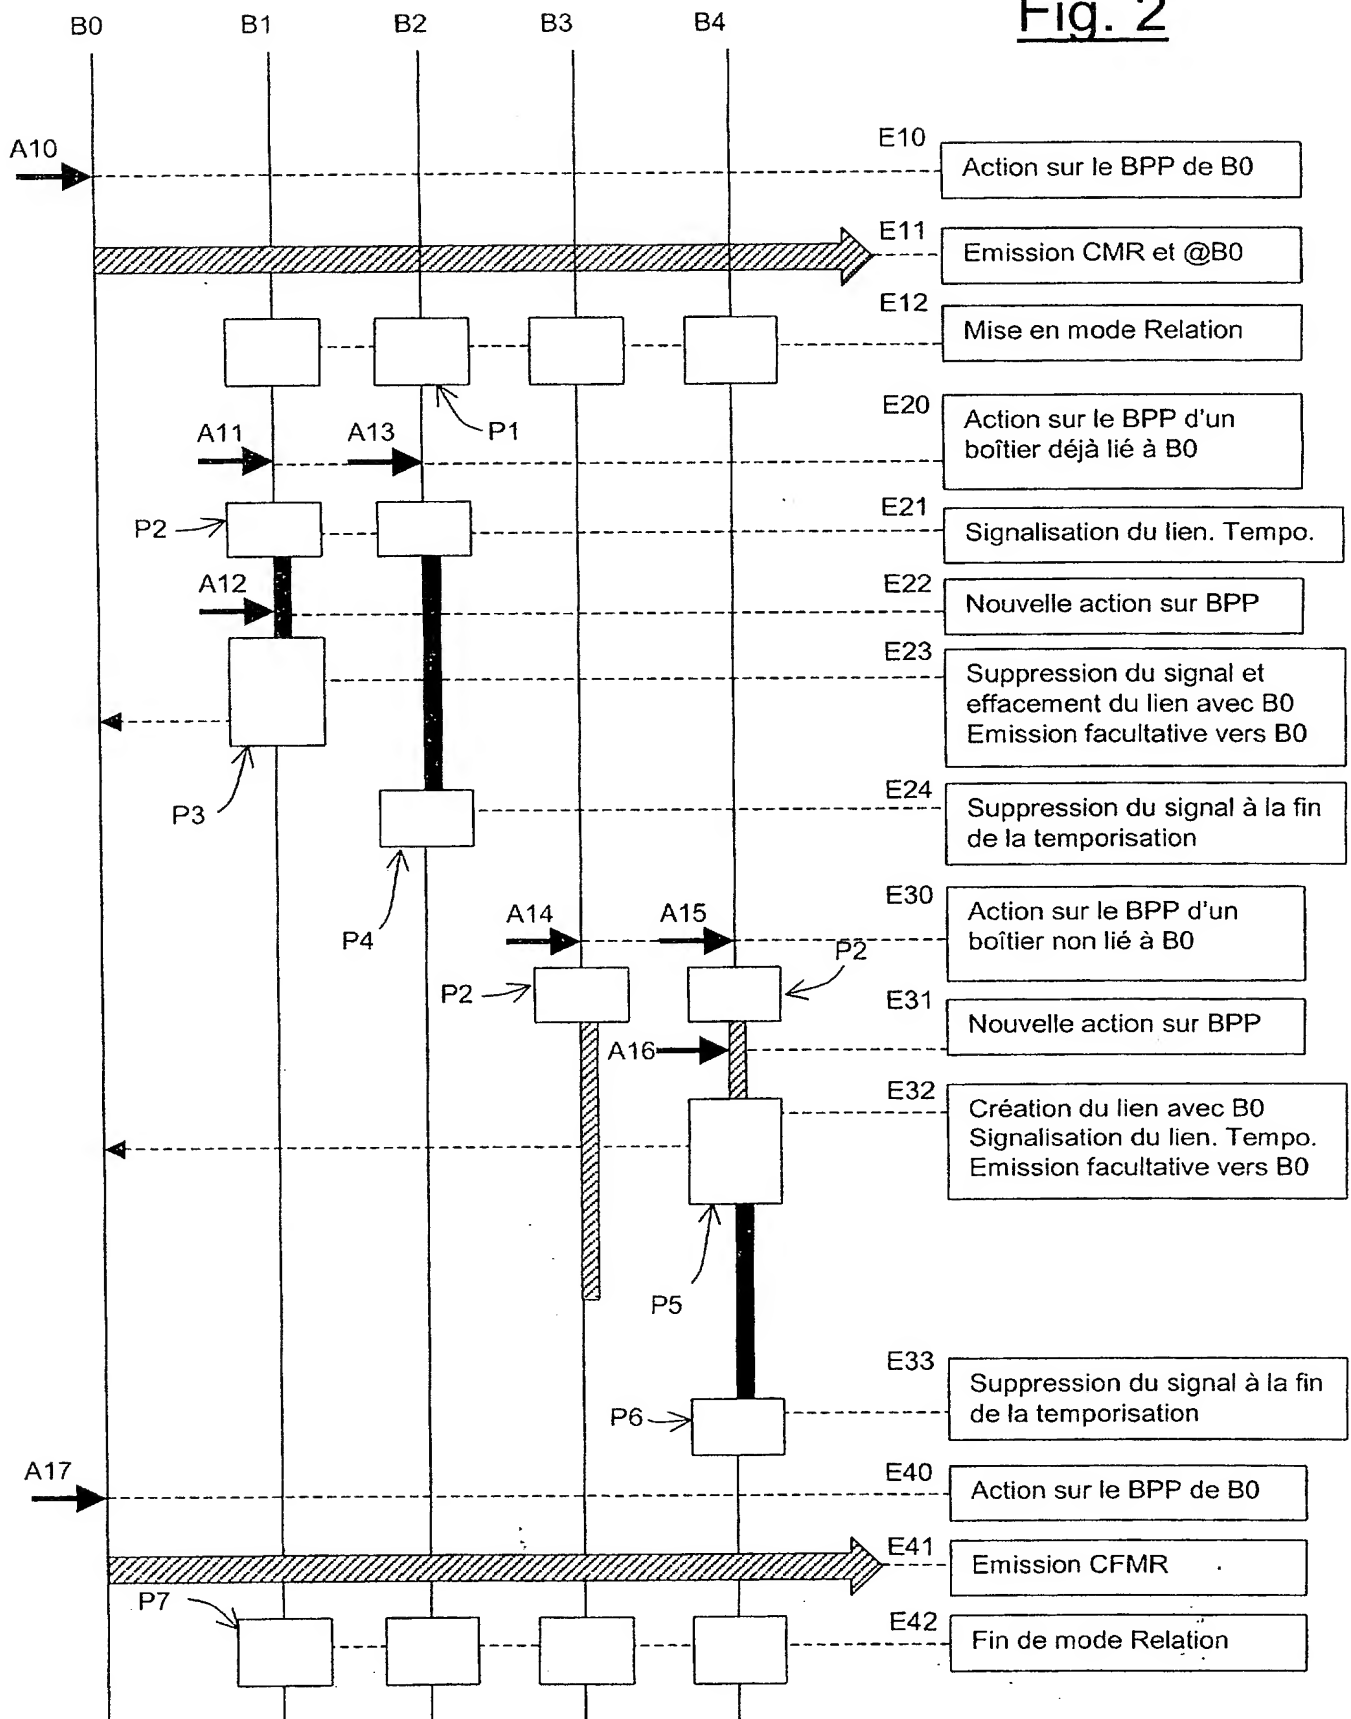 Fig. 2
B0 B1 B2 B3 B4
A10
E10
Action sur le BPP de B0
E11
Emission CMR et @B0
E12
Mise en mode Relation
P1
E20
Action sur le BPP d'un
boîtier déjà lié à B0
A11 A13
P2
E21
Signalisation du lien. Tempo.
A12
E22
Nouvelle action sur BPP
E23
Suppression du signal et
effacement du lien avec B0
Emission facultative vers B0
P3
E24
Suppression du signal à la fin
de la temporisation
P4
A14 A15
E30
Action sur le BPP d'un
boîtier non lié à B0
P2
P2
E31
Nouvelle action sur BPP
A16
E32
Création du lien avec B0
Signalisation du lien. Tempo.
Emission facultative vers B0
P5
E33
Suppression du signal à la fin
de la temporisation
P6
A17
E40
Action sur le BPP de B0
E41
Emission CFMR
P7
E42
Fin de mode Relation